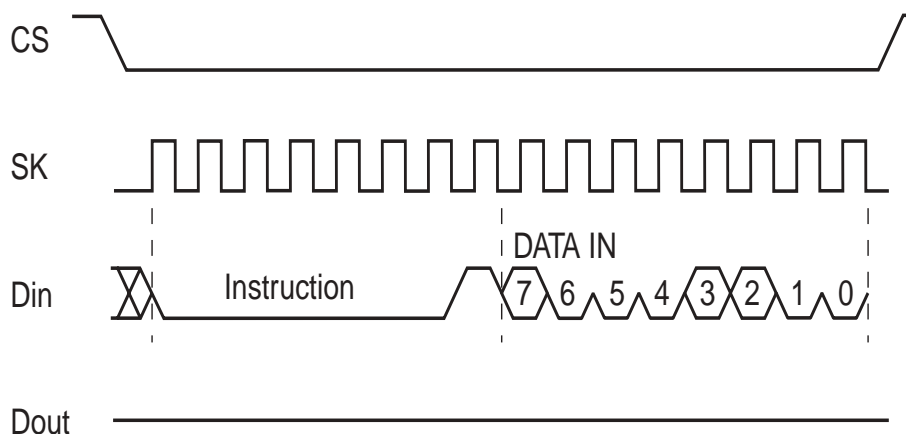 CS
SK
DATA IN
Din Instruction 7 6 5 4 3 2 1 0
Dout